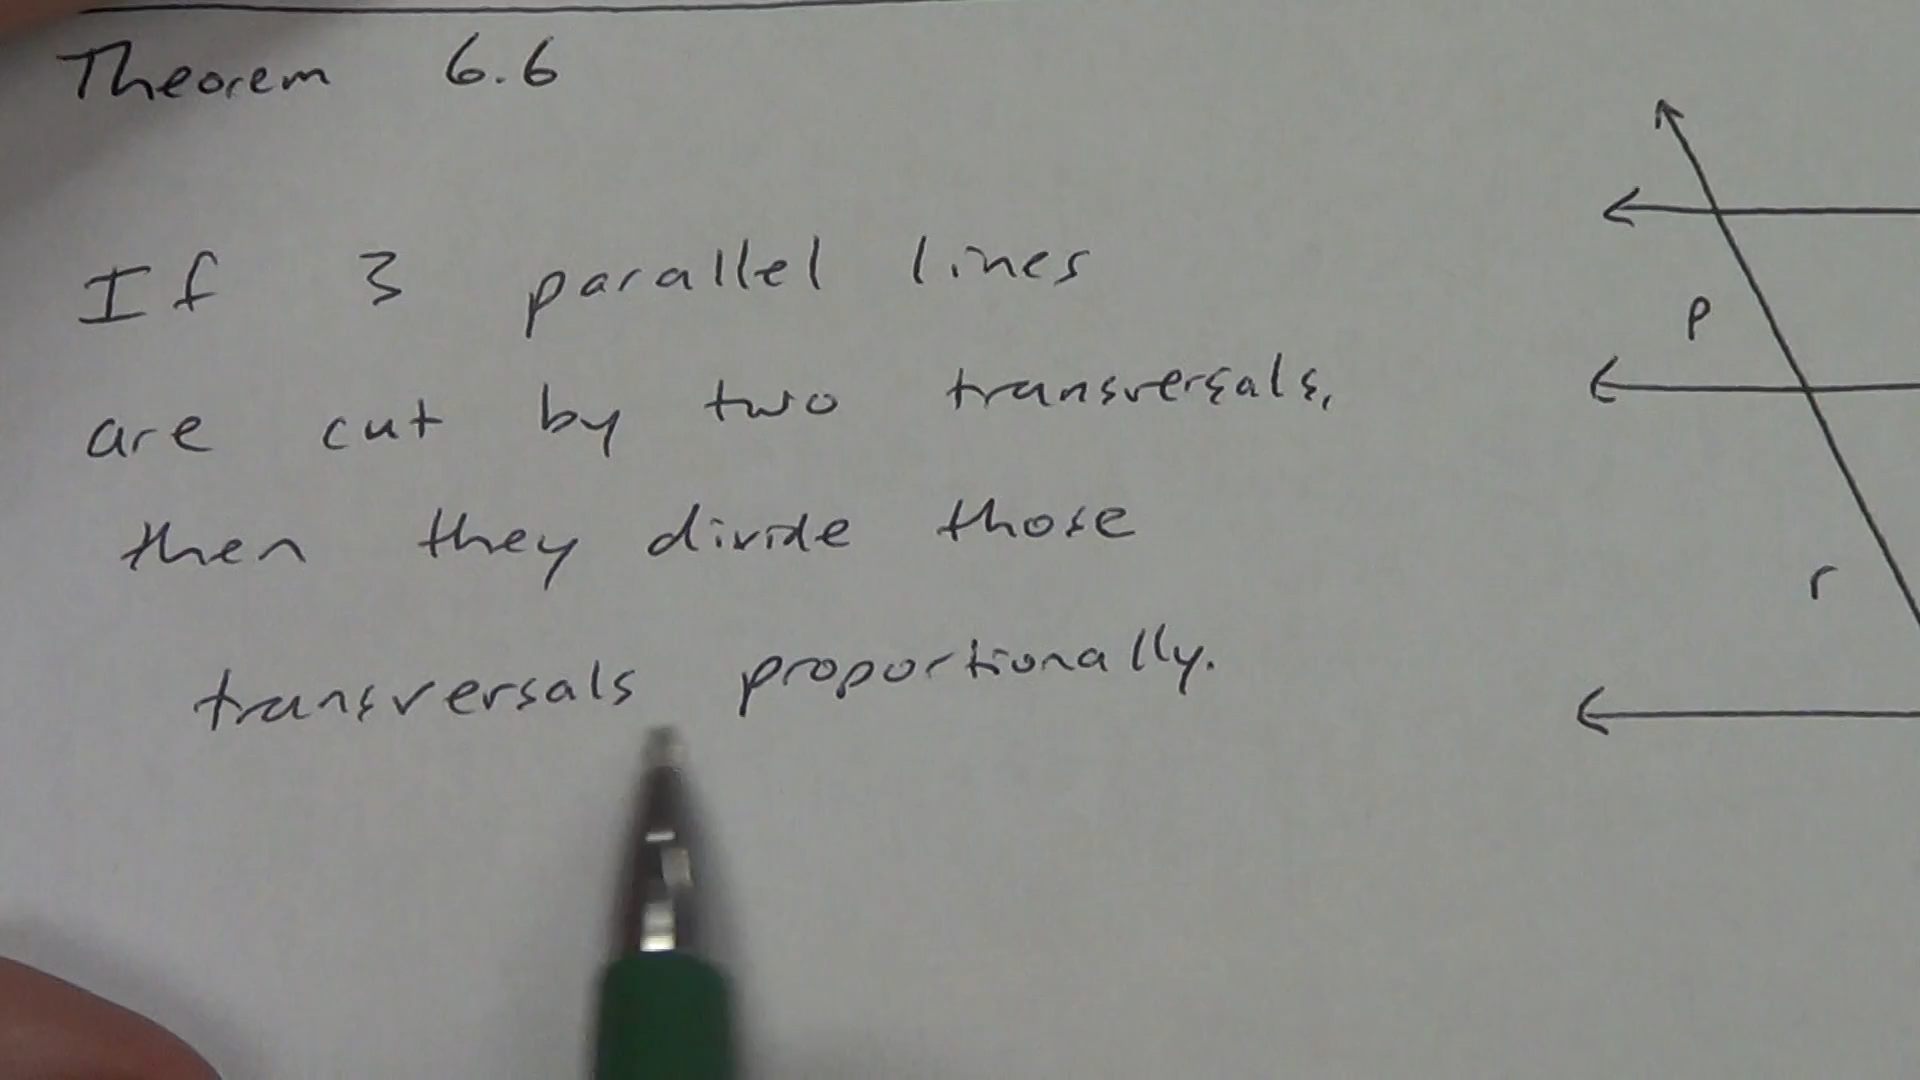 Theorem 6.6
If 3 parallel lines
are cut by two transversals,
then they divide those
transversals proportionally.
p
r